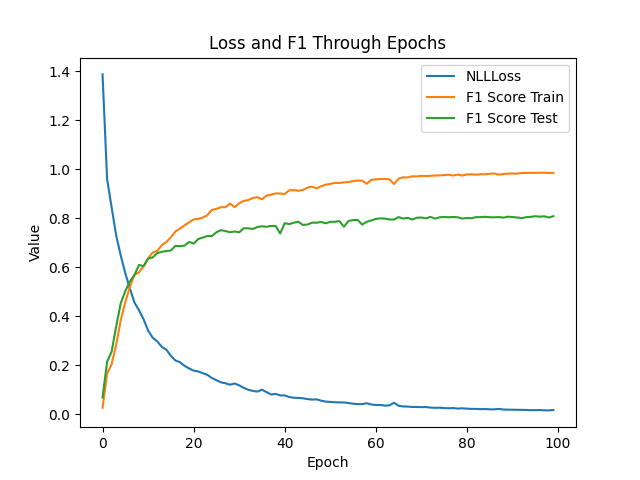 Loss and F1 Through Epochs
NLLLoss
F1 Score Train
F1 Score Test
Value
1.4
1.2
1.0
0.8
0.6
0.4
0.2
0.0
0 20 40 60 80 100
Epoch